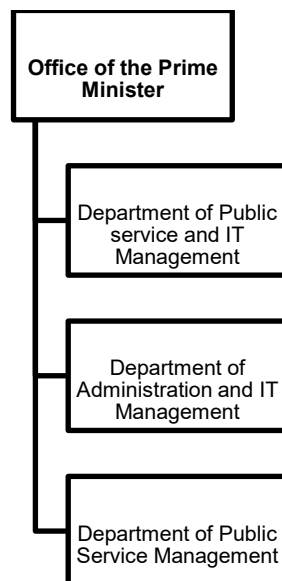 Office of the Prime
Minister
Department of Public
service and IT
Management
Department of
Administration and IT
Management
Department of Public
Service Management